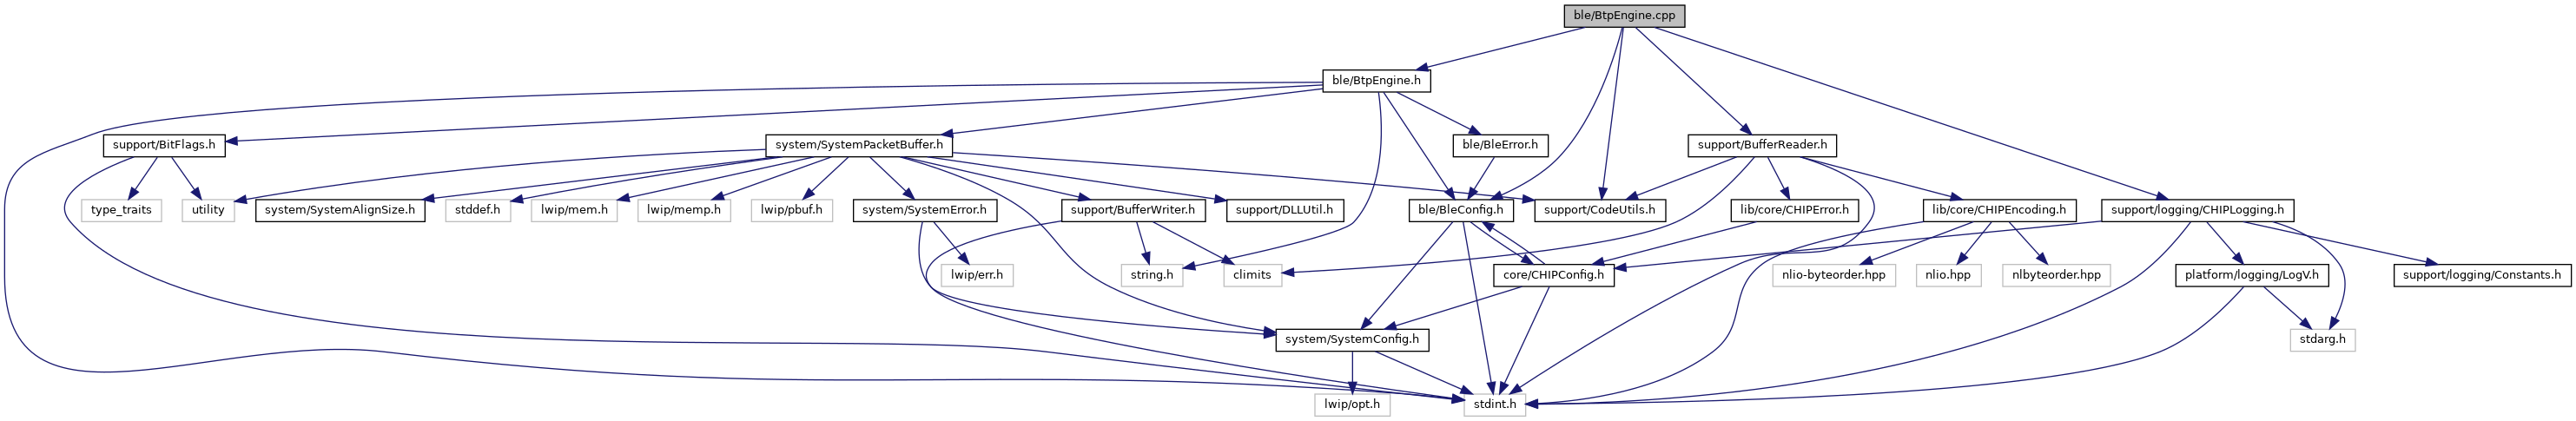 ble/BtpEngine.cpp
ble/BtpEngine.h
support/BitFlags.h
system/SystemPacketBuffer.h
ble/BleError.h
support/BufferReader.h
type_traits
utility
system/SystemAlignSize.h
stddef.h
lwip/mem.h
lwip/memp.h
lwip/pbuf.h
system/SystemError.h
support/BufferWriter.h
support/DLLUtil.h
ble/BleConfig.h
support/CodeUtils.h
lib/core/CHIPError.h
lib/core/CHIPEncoding.h
support/logging/CHIPLogging.h
lwip/err.h
string.h
climits
core/CHIPConfig.h
nlio-byteorder.hpp
nlio.hpp
nlbyteorder.hpp
platform/logging/LogV.h
support/logging/Constants.h
system/SystemConfig.h
stdarg.h
lwip/opt.h
stdint.h